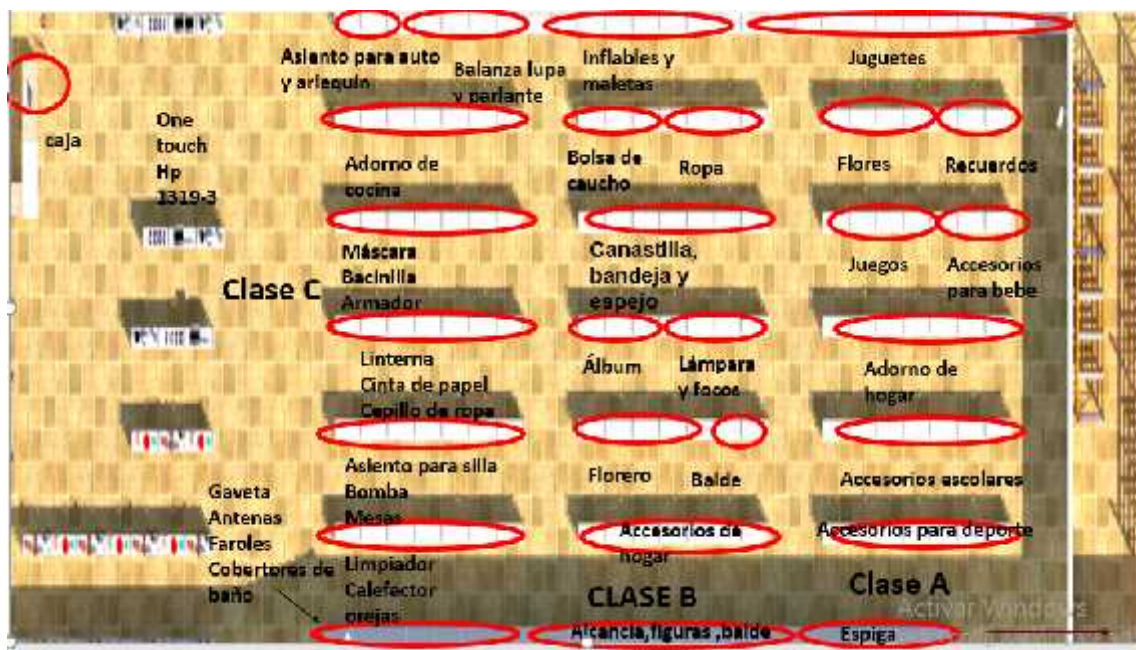 Asiento para auto
y arlequín
Balanza lupa
y parlante
Inflables y
maletas
Juguetes
caja
One
touch
Hp
1319-3
Adorno de
cocina
Bolsa de
caucho
Ropa
Flores
Recuerdos
Clase C
Máscara
Bacinilla
Armador
Canastilla,
bandeja y
espejo
Juegos
Accesorios
para bebe
Linterna
Cinta de papel
Cepillo de ropa
Álbum
Lámpara
y focos
Adorno de
hogar
Gaveta
Antenas
Faroles
Cobertores de
baño
Asiento para silla
Bomba
Mesas
Florero
Balde
Accesorios escolares
Accesorios de
hogar
Accesorios para deporte
Limpiador
Calefactor
orejas
CLASE B
Clase A
Activar Windows
Alcancía,figuras ,balde
Espiga